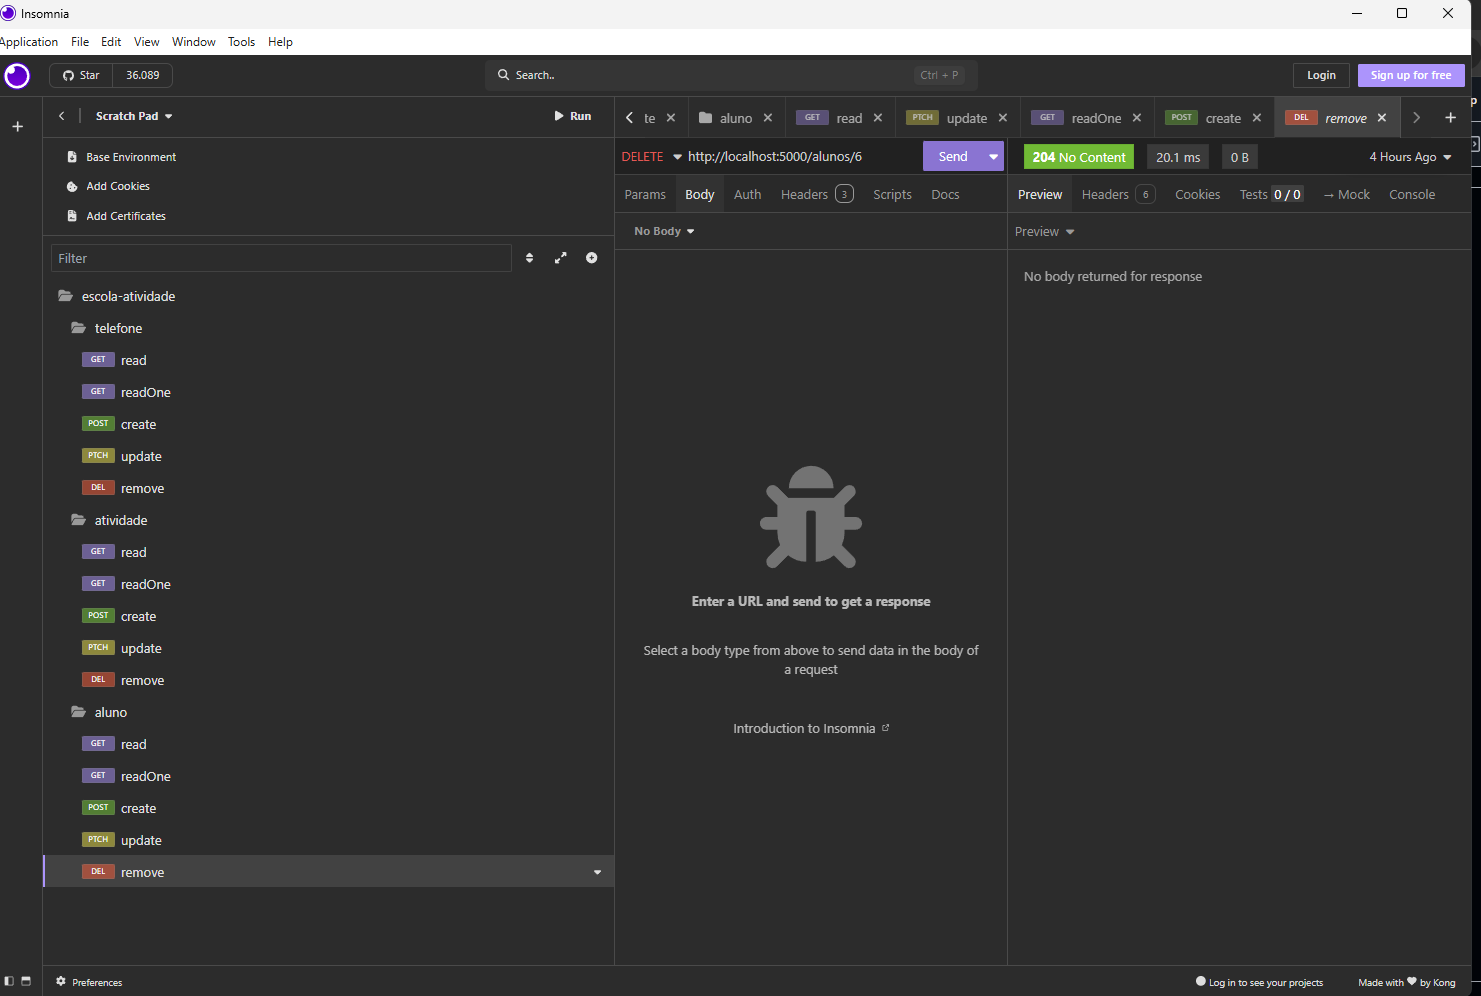 Insomnia
Application File Edit View Window Tools Help
Star 36.089 Search.. Ctrl + P Login Sign up for free
Scratch Pad Run
Base Environment
Add Cookies
Add Certificates
Filter
escola-atividade
telefone
GET read
GET readOne
POST create
PTCH update
DEL remove
atividade
GET read
GET readOne
POST create
PTCH update
DEL remove
aluno
GET read
GET readOne
POST create
PTCH update
DEL remove
te aluno GET read PTCH update GET readOne POST create DEL remove
DELETE http://localhost:5000/alunos/6 Send
Params Body Auth Headers 3 Scripts Docs
No Body
Enter a URL and send to get a response
Select a body type from above to send data in the body of
a request
Introduction to Insomnia
204 No Content 20.1 ms 0 B 4 Hours Ago
Preview Headers 6 Cookies Tests 0 / 0 → Mock Console
Preview
No body returned for response
Preferences Log in to see your projects Made with ♥ by Kong